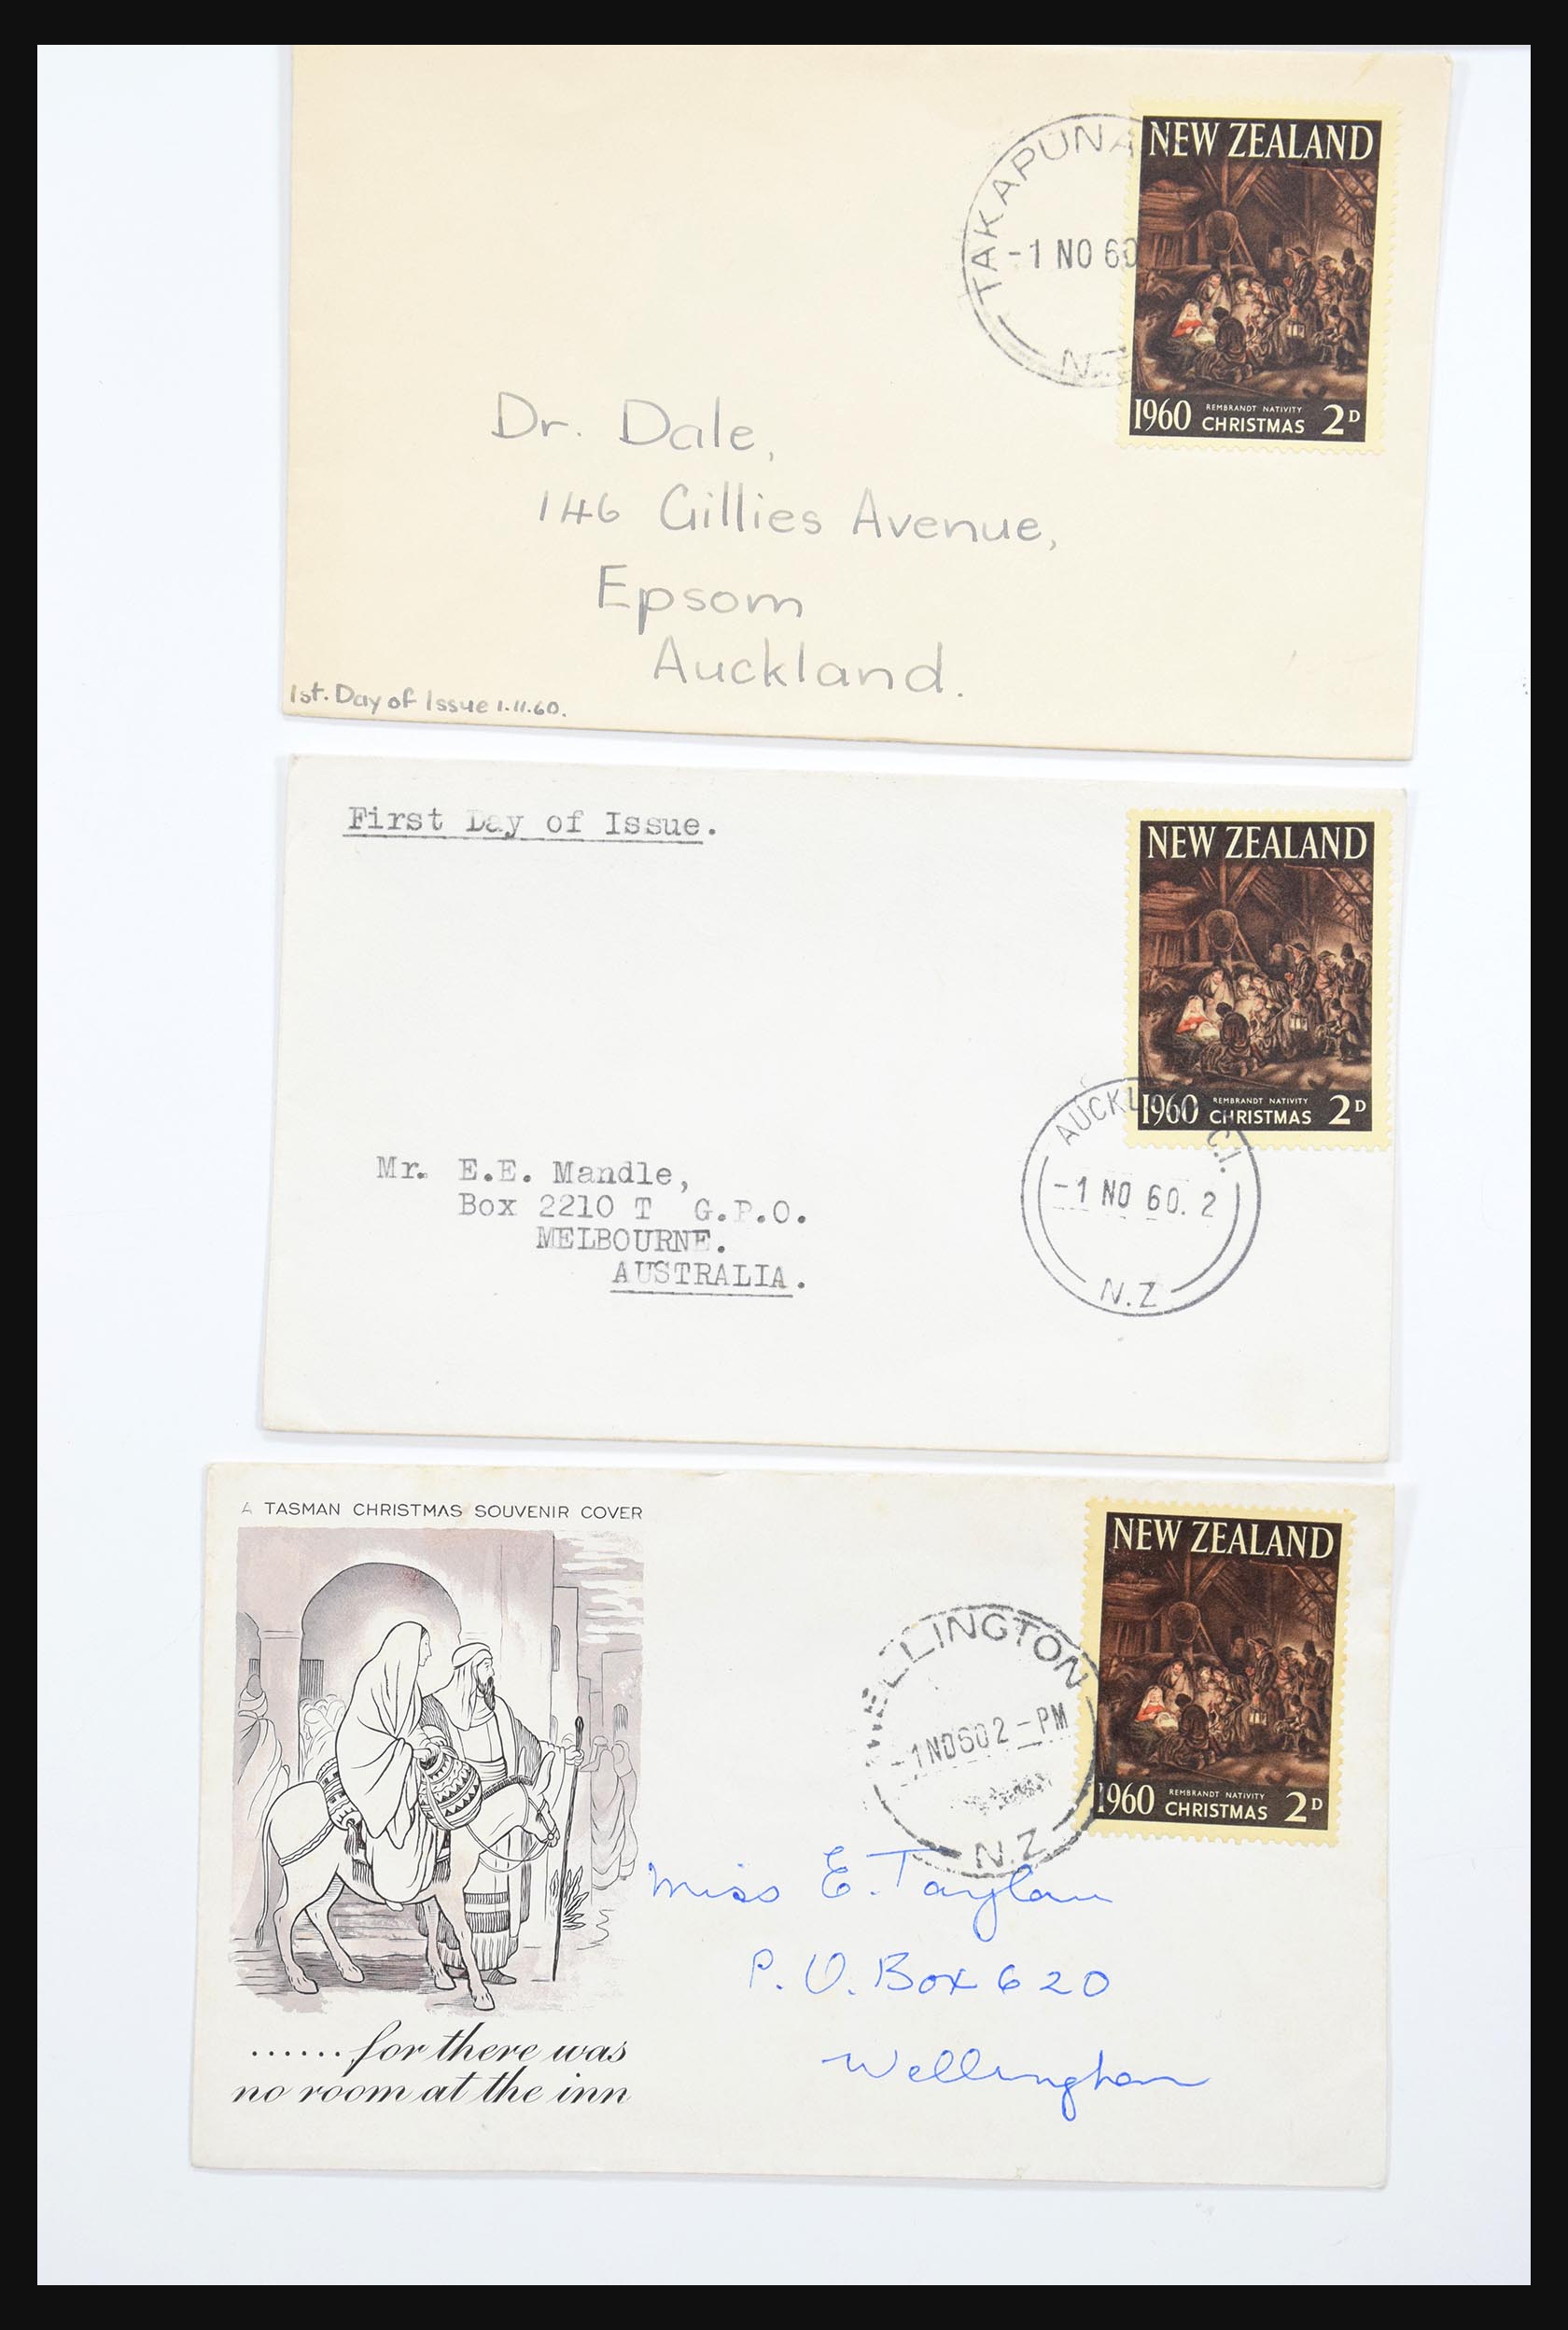 TAKAPUNA
-1 NO 60
N.Z
NEW ZEALAND
1960 REMBRANDT NATIVITY CHRISTMAS 2D
Dr. Dale,
146 Gillies Avenue,
Epsom
Auckland.
1st. Day of Issue 1.11.60.
First Day of Issue.
NEW ZEALAND
1960 REMBRANDT NATIVITY CHRISTMAS 2D
-1 NO 60. 2
N.Z
Mr. E.E. Mandle,
Box 2210 T G.P.O.
MELBOURNE.
AUSTRALIA.
A TASMAN CHRISTMAS SOUVENIR COVER
NEW ZEALAND
1960 REMBRANDT NATIVITY CHRISTMAS 2D
WELLINGTON
-1 NO 60 2 - PM
N.Z
Miss E. Taylor
P. O. Box 620
Wellington
......for there was
no room at the inn